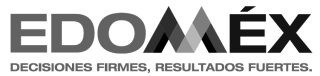 EDOMÉX
DECISIONES FIRMES, RESULTADOS FUERTES.